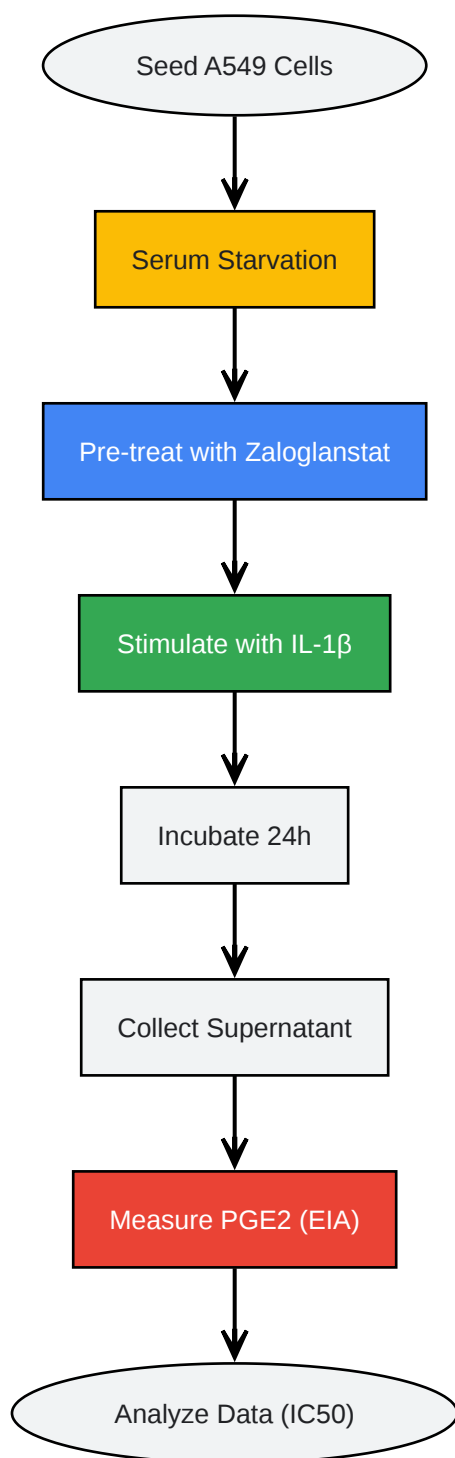 Seed A549 Cells
Serum Starvation
Pre-treat with Zaloglanstat
Stimulate with IL-1β
Incubate 24h
Collect Supernatant
Measure PGE2 (EIA)
Analyze Data (IC50)